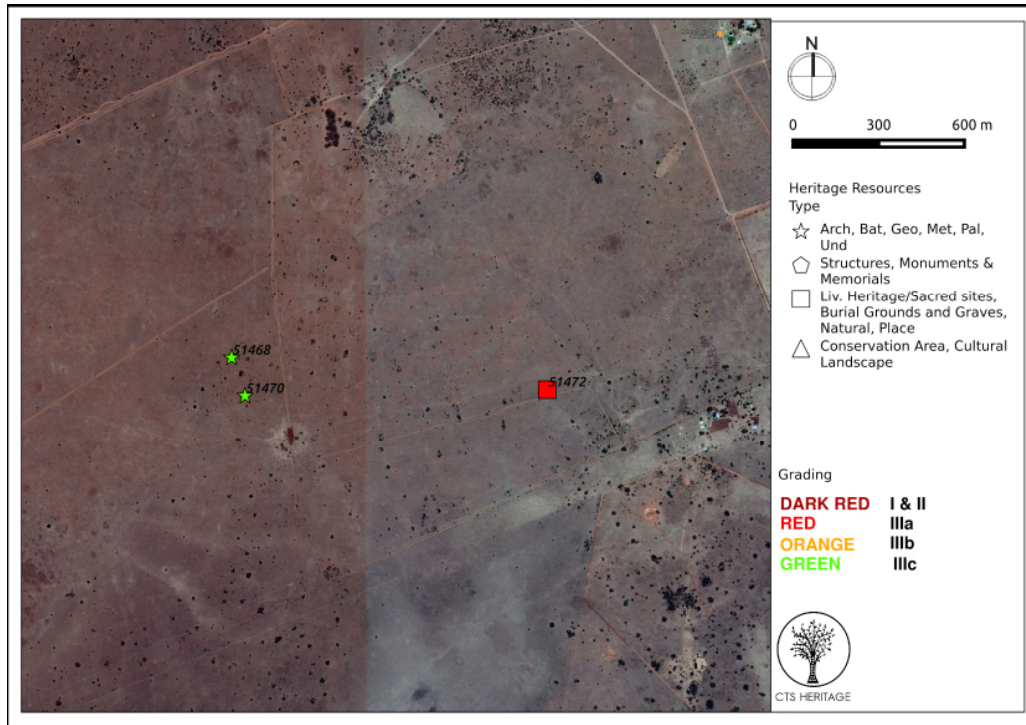 N
0 300 600 m
Heritage Resources
Type
Arch, Bat, Geo, Met, Pal,
Und
Structures, Monuments &
Memorials
Liv. Heritage/Sacred sites,
Burial Grounds and Graves,
Natural, Place
Conservation Area, Cultural
Landscape
51468
51470
51472
Grading
DARK RED I & II
RED IIIa
ORANGE IIIb
GREEN IIIc
CTS HERITAGE